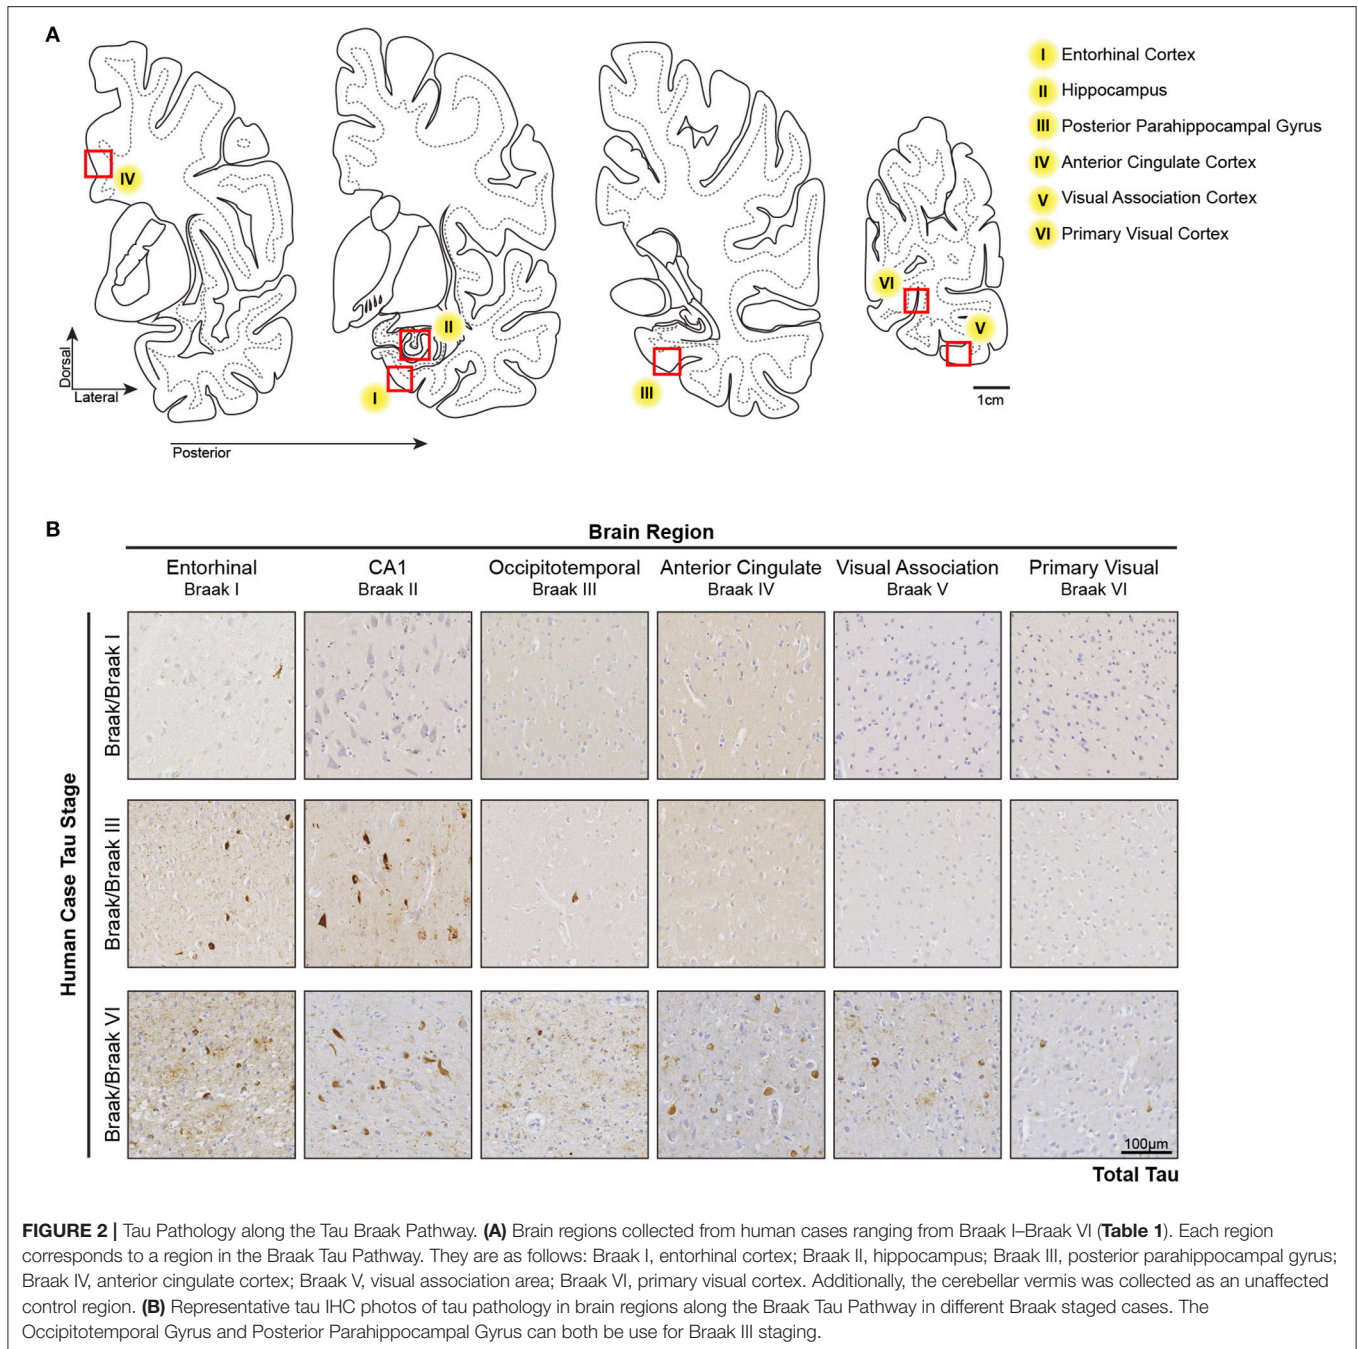 A
I Entorhinal Cortex
II Hippocampus
III Posterior Parahippocampal Gyrus
IV Anterior Cingulate Cortex
V Visual Association Cortex
VI Primary Visual Cortex
IV
II
I
III
VI
V
Dorsal
Lateral
Posterior
1cm
B
Brain Region
Entorhinal
Braak I
CA1
Braak II
Occipitotemporal
Braak III
Anterior Cingulate
Braak IV
Visual Association
Braak V
Primary Visual
Braak VI
Human Case Tau Stage
Braak/Braak I
Braak/Braak III
Braak/Braak VI
100µm
Total Tau
FIGURE 2 | Tau Pathology along the Tau Braak Pathway. (A) Brain regions collected from human cases ranging from Braak I–Braak VI (Table 1). Each region
corresponds to a region in the Braak Tau Pathway. They are as follows: Braak I, entorhinal cortex; Braak II, hippocampus; Braak III, posterior parahippocampal gyrus;
Braak IV, anterior cingulate cortex; Braak V, visual association area; Braak VI, primary visual cortex. Additionally, the cerebellar vermis was collected as an unaffected
control region. (B) Representative tau IHC photos of tau pathology in brain regions along the Braak Tau Pathway in different Braak staged cases. The
Occipitotemporal Gyrus and Posterior Parahippocampal Gyrus can both be use for Braak III staging.